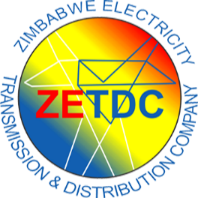 ZIMBABWE ELECTRICITY
ZETDC
TRANSMISSION & DISTRIBUTION COMPANY